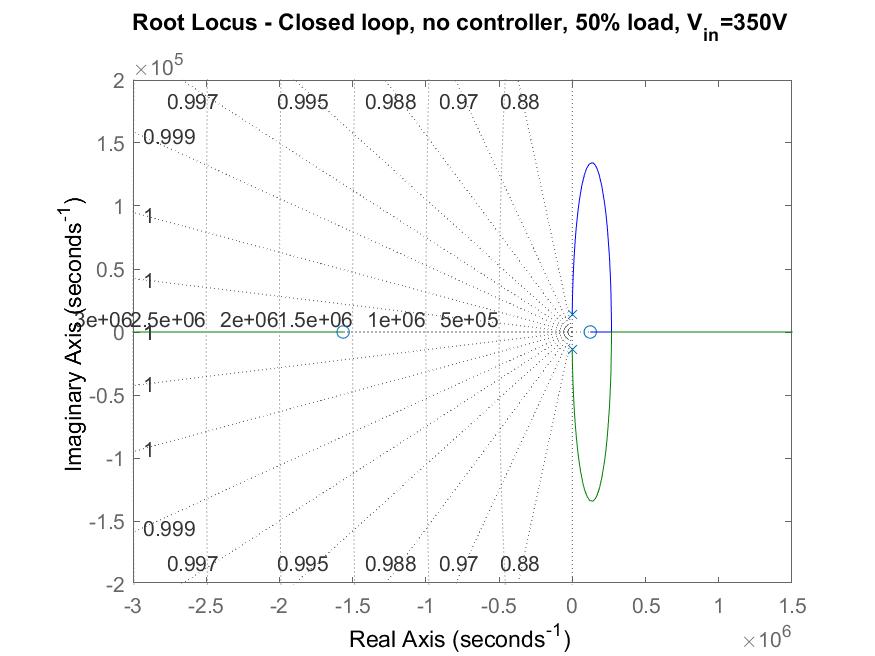 Root Locus - Closed loop, no controller, 50% load, V_in=350V
×10^5
2
0.997 0.995 0.988 0.97 0.88
1.5
0.999
1
1
0.5
1
3e+06 2.5e+06 2e+06 1.5e+06 1e+06 5e+05
0
1
-0.5
1
-1
1
-1.5
0.999
0.997 0.995 0.988 0.97 0.88
-2
-3 -2.5 -2 -1.5 -1 -0.5 0 0.5 1 1.5
×10^6
Real Axis (seconds^-1)
Imaginary Axis (seconds^-1)